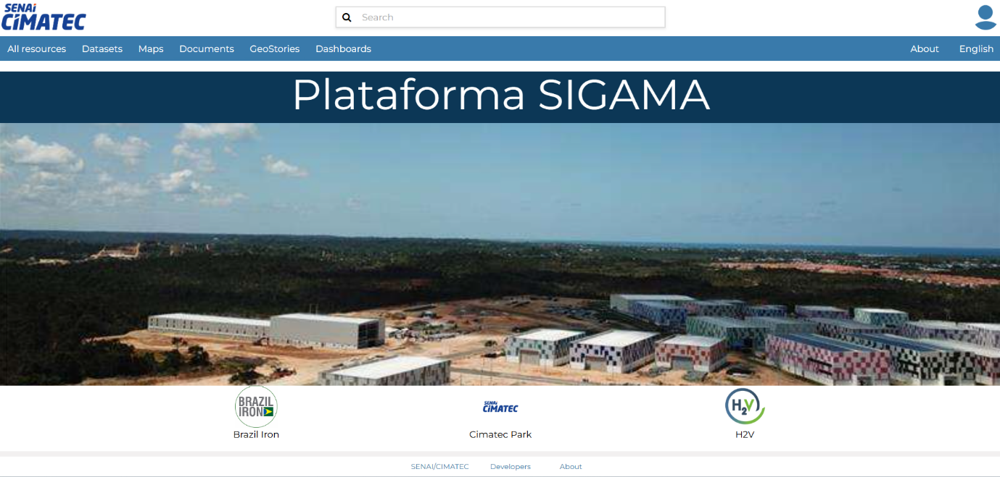 SENAi
CiMATEC
Search
All resources Datasets Maps Documents GeoStories Dashboards About English
Plataforma SIGAMA
BRAZIL
IRON
SENAi
CiMATEC
H2V
Brazil Iron Cimatec Park H2V
SENAI/CIMATEC Developers About